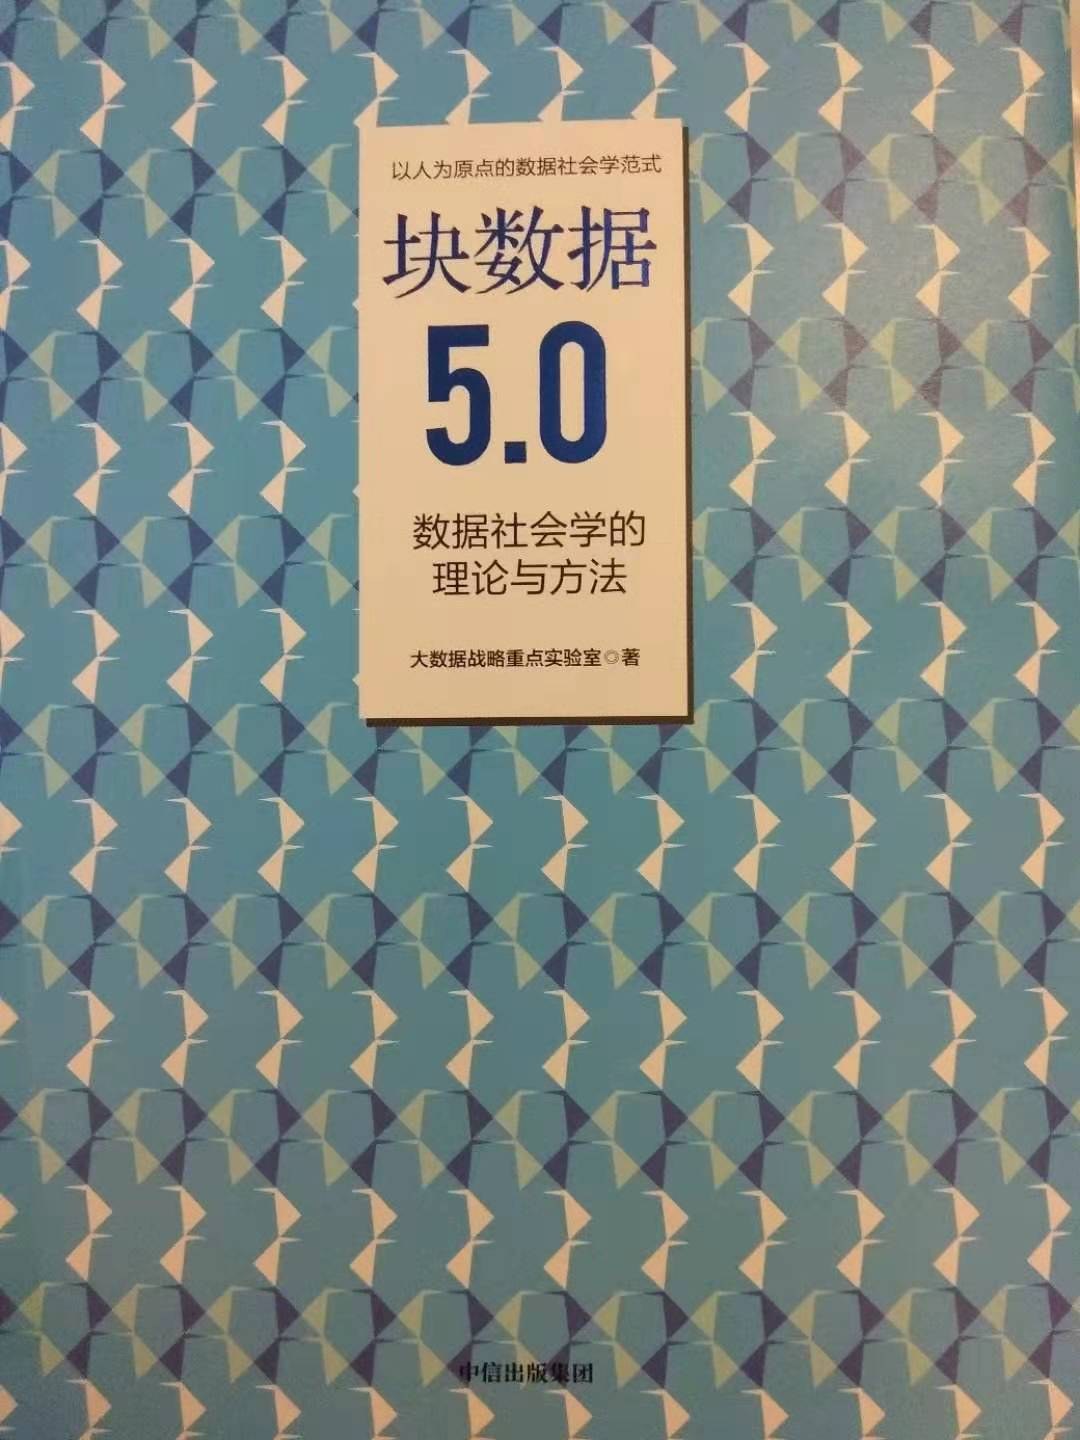 以人为原点的数据社会学范式
块数据
5.0
数据社会学的
理论与方法
大数据战略重点实验室◎著
中信出版集团